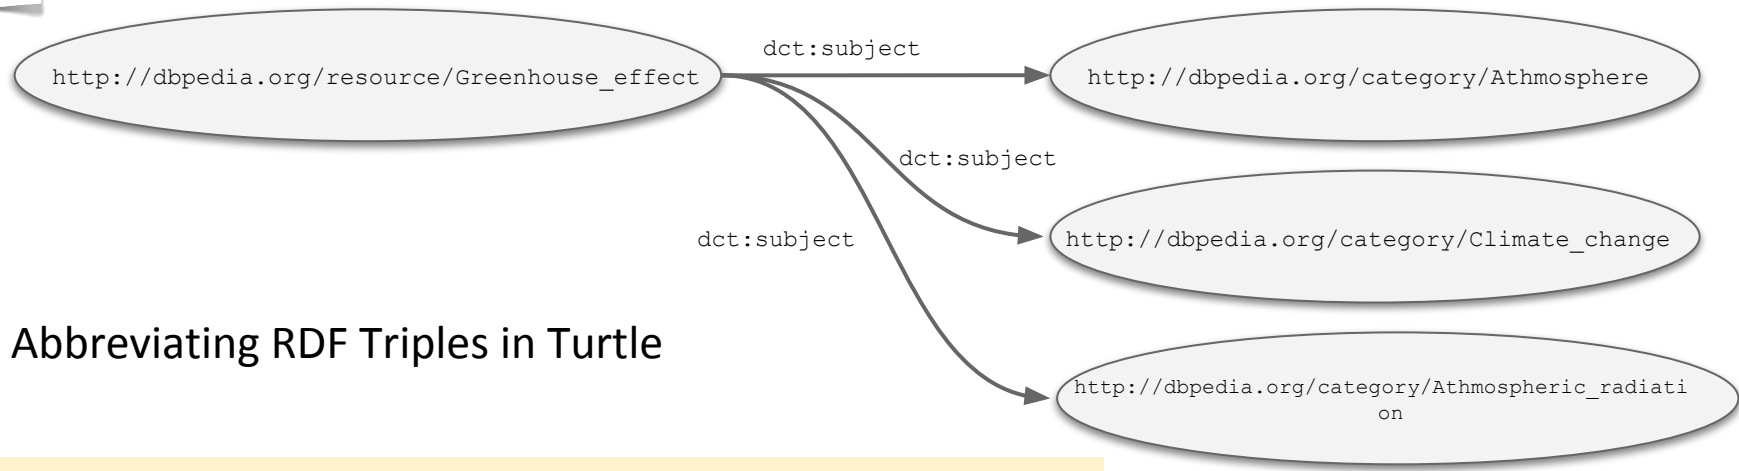 dct:subject
http://dbpedia.org/resource/Greenhouse_effect
http://dbpedia.org/category/Athmosphere
dct:subject
dct:subject
http://dbpedia.org/category/Climate_change
Abbreviating RDF Triples in Turtle
http://dbpedia.org/category/Athmospheric_radiati
on